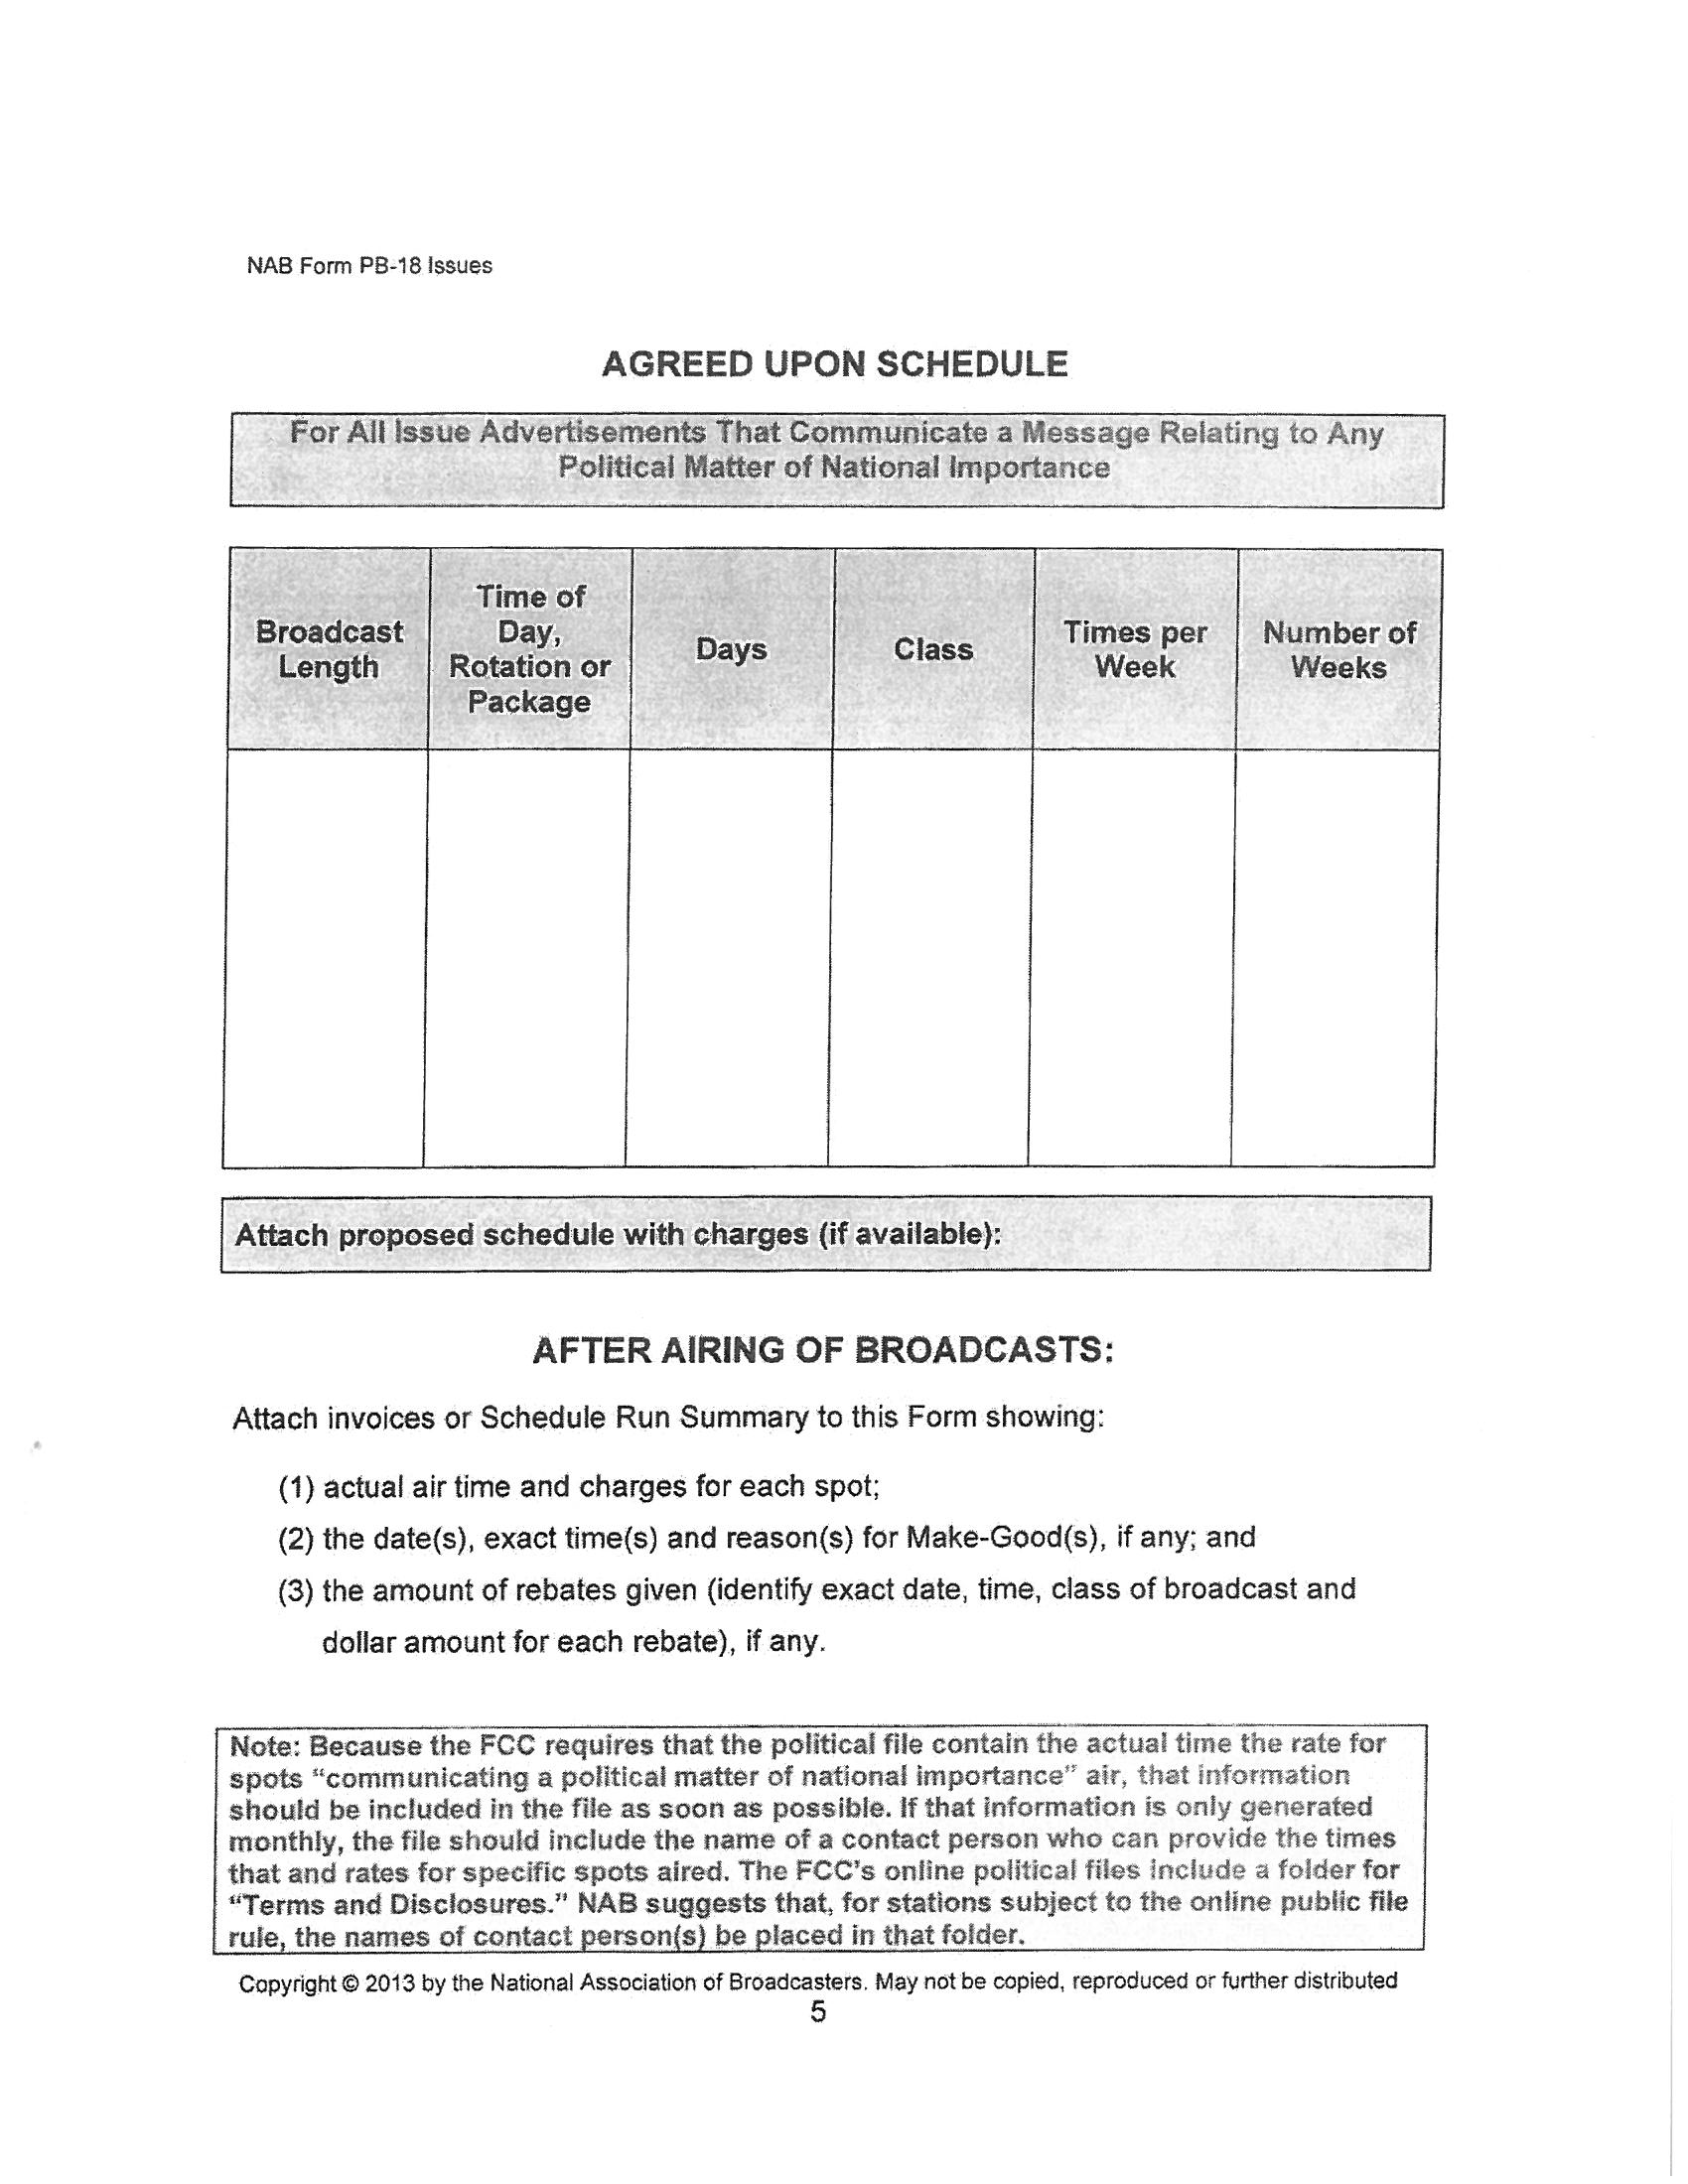 NAB Form PB-18 Issues
AGREED UPON SCHEDULE
For All Issue Advertisements That Communicate a Message Relating to Any
Political Matter of National Importance
Broadcast
Length
Time of
Day,
Rotation or
Package
Days
Class
Times per
Week
Number of
Weeks
Attach proposed schedule with charges (if available):
AFTER AIRING OF BROADCASTS:
Attach invoices or Schedule Run Summary to this Form showing:
(1) actual air time and charges for each spot;
(2) the date(s), exact time(s) and reason(s) for Make-Good(s), if any; and
(3) the amount of rebates given (identify exact date, time, class of broadcast and
dollar amount for each rebate), if any.
Note: Because the FCC requires that the political file contain the actual time the rate for
spots “communicating a political matter of national importance” air, that information
should be included in the file as soon as possible. If that information is only generated
monthly, the file should include the name of a contact person who can provide the times
that and rates for specific spots aired. The FCC's online political files include a folder for
“Terms and Disclosures.” NAB suggests that, for stations subject to the online public file
rule, the names of contact person(s) be placed in that folder.
Copyright © 2013 by the National Association of Broadcasters. May not be copied, reproduced or further distributed
5